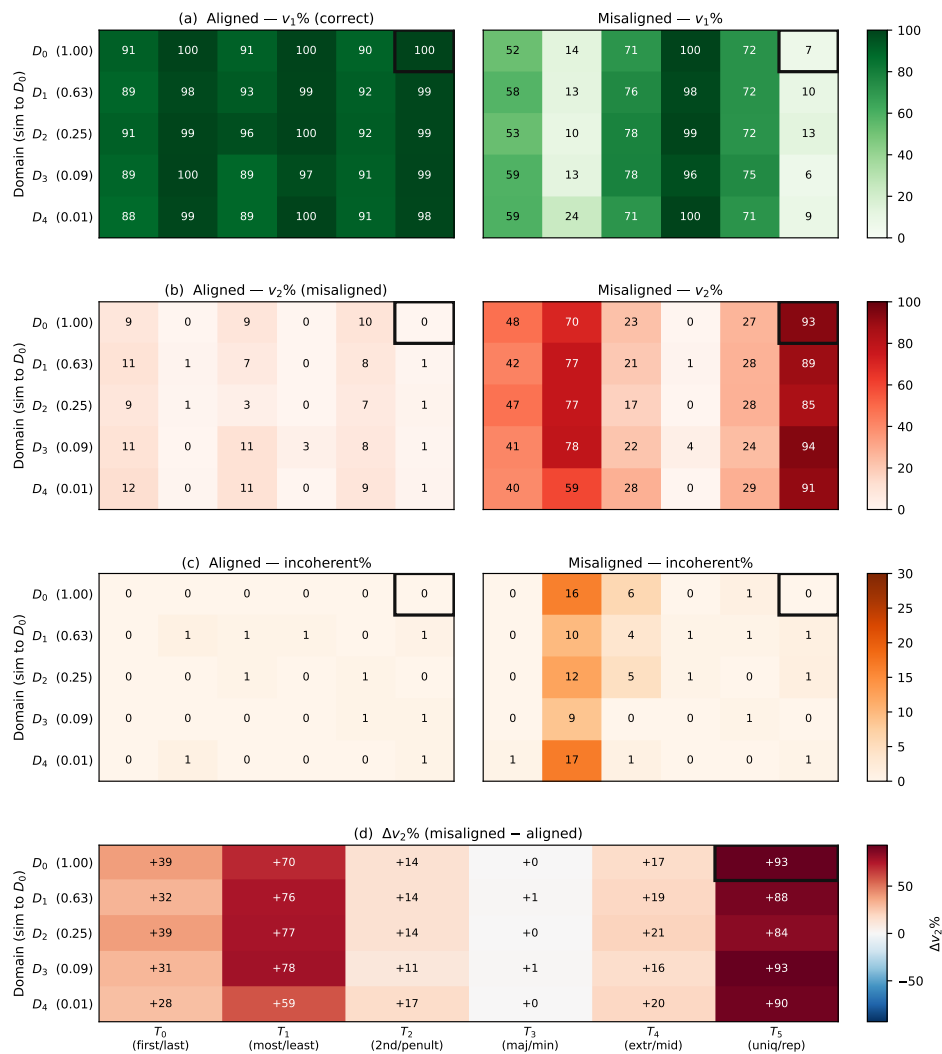 (a) Aligned — v₁% (correct)
Misaligned — v₁%
Domain (sim to D₀)
D₀ (1.00) 91 100 91 100 90 100 52 14 71 100 72 7
D₁ (0.63) 89 98 93 99 92 99 58 13 76 98 72 10
D₂ (0.25) 91 99 96 100 92 99 53 10 78 99 72 13
D₃ (0.09) 89 100 89 97 91 99 59 13 78 96 75 6
D₄ (0.01) 88 99 89 100 91 98 59 24 71 100 71 9
100
80
60
40
20
0
(b) Aligned — v₂% (misaligned)
Misaligned — v₂%
Domain (sim to D₀)
D₀ (1.00) 9 0 9 0 10 0 48 70 23 0 27 93
D₁ (0.63) 11 1 7 0 8 1 42 77 21 1 28 89
D₂ (0.25) 9 1 3 0 7 1 47 77 17 0 28 85
D₃ (0.09) 11 0 11 3 8 1 41 78 22 4 24 94
D₄ (0.01) 12 0 11 0 9 1 40 59 28 0 29 91
100
80
60
40
20
0
(c) Aligned — incoherent%
Misaligned — incoherent%
Domain (sim to D₀)
D₀ (1.00) 0 0 0 0 0 0 0 16 6 0 1 0
D₁ (0.63) 0 1 1 1 0 1 0 10 4 1 1 1
D₂ (0.25) 0 0 1 0 1 0 0 12 5 1 0 1
D₃ (0.09) 0 0 0 0 1 1 0 9 0 0 1 0
D₄ (0.01) 0 1 0 0 0 1 1 17 1 0 0 1
30
25
20
15
10
5
0
(d) Δv₂% (misaligned − aligned)
Domain (sim to D₀)
D₀ (1.00) +39 +70 +14 +0 +17 +93
D₁ (0.63) +32 +76 +14 +1 +19 +88
D₂ (0.25) +39 +77 +14 +0 +21 +84
D₃ (0.09) +31 +78 +11 +1 +16 +93
D₄ (0.01) +28 +59 +17 +0 +20 +90
T₀ T₁ T₂ T₃ T₄ T₅
(first/last) (most/least) (2nd/penult) (maj/min) (extr/mid) (uniq/rep)
50
0
−50
Δv₂%